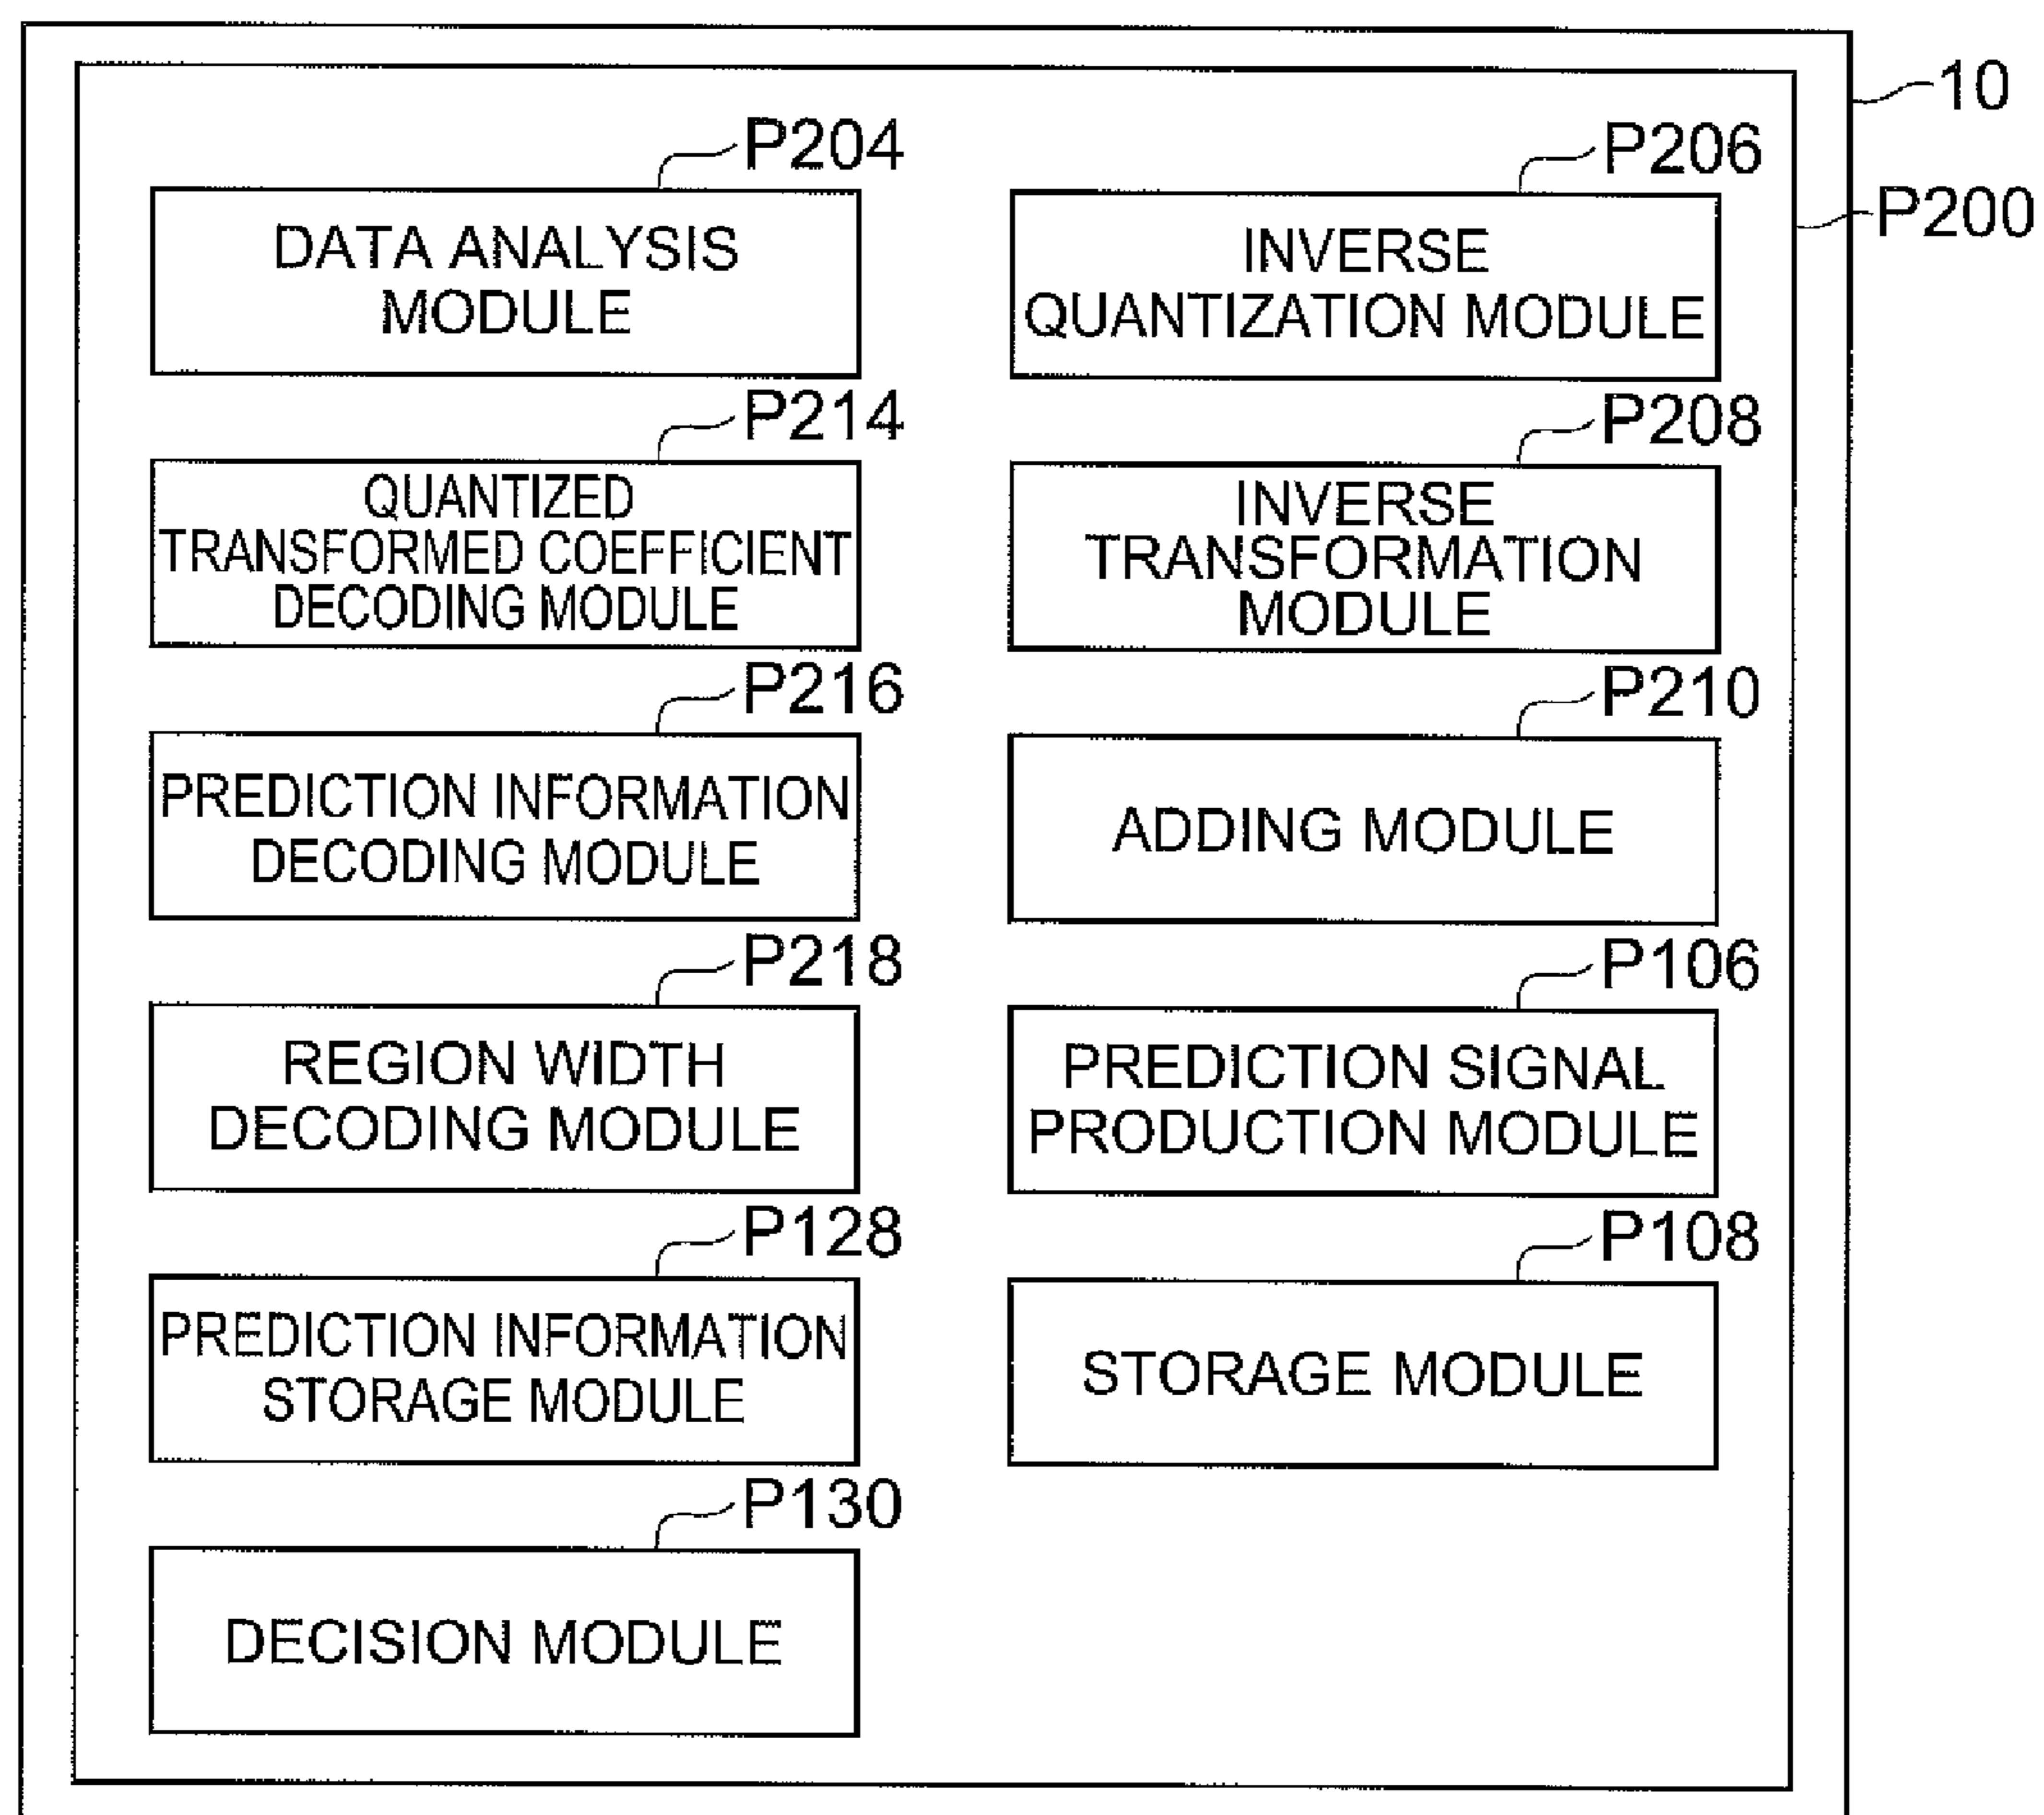 10
P200
P204
DATA ANALYSIS
MODULE
P206
INVERSE
QUANTIZATION MODULE
P214
QUANTIZED
TRANSFORMED COEFFICIENT
DECODING MODULE
P208
INVERSE
TRANSFORMATION
MODULE
P216
PREDICTION INFORMATION
DECODING MODULE
P210
ADDING MODULE
P218
REGION WIDTH
DECODING MODULE
P106
PREDICTION SIGNAL
PRODUCTION MODULE
P128
PREDICTION INFORMATION
STORAGE MODULE
P108
STORAGE MODULE
P130
DECISION MODULE